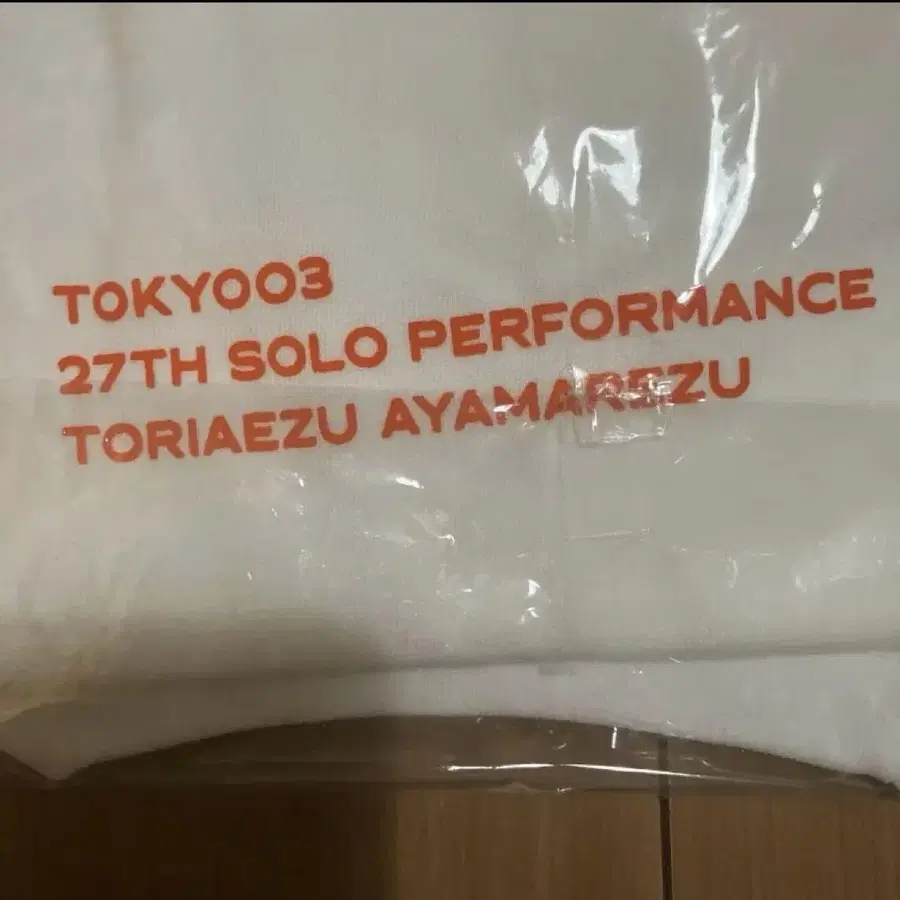 TOKYO03
27TH SOLO PERFORMANCE
TORIAEZU AYAMAREZU